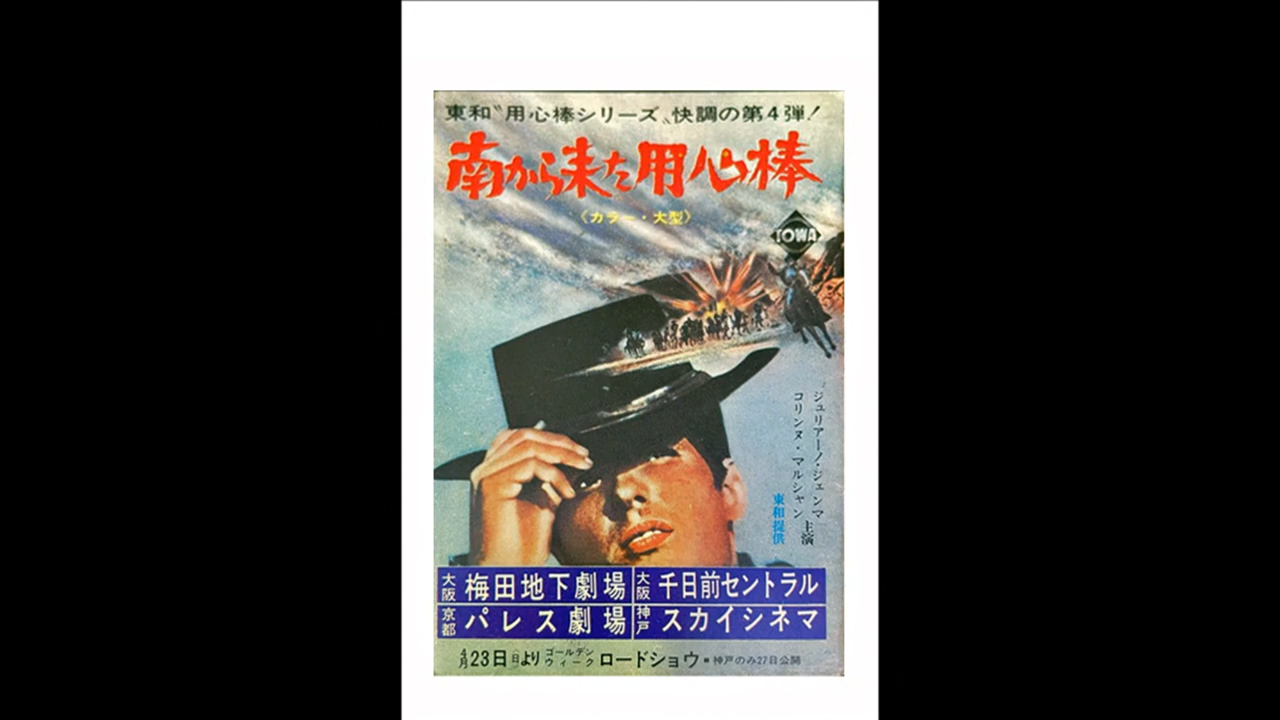 東和〝用心棒シリーズ〟快調の第4弾!
南から来た用心棒
《カラー・大型》
TOWA
ジュリアーノ・ジェンマ
コリンヌ・マルシャン
主演
東和提供
大阪 梅田地下劇場
大阪 千日前セントラル
京都 パレス劇場
神戸 スカイシネマ
4月23日(日)より ゴールデンウィーク ロードショウ ■神戸のみ27日公開